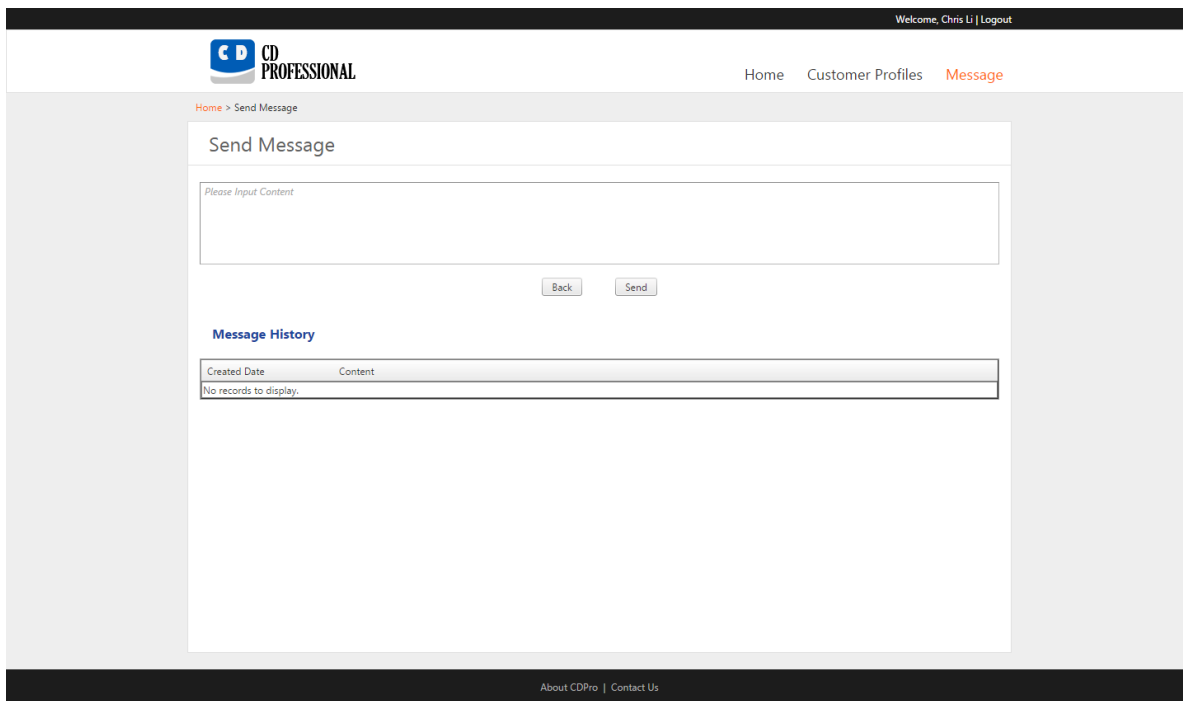 Welcome, Chris Li | Logout
CD CD
PROFESSIONAL
Home Customer Profiles Message
Home > Send Message
Send Message
Please Input Content
Back Send
Message History
Created Date Content
No records to display.
About CDPro | Contact Us